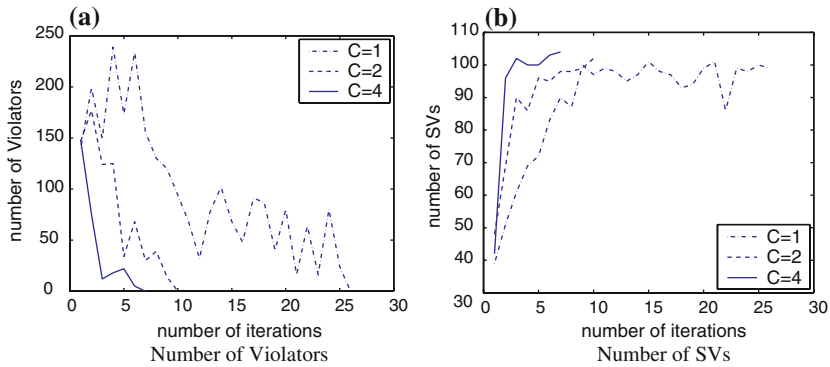 (a)
250
200
150
100
50
0
0 5 10 15 20 25 30
number of Violators
C=1
C=2
C=4
number of iterations
Number of Violators
(b)
110
100
90
80
70
60
50
40
30
0 5 10 15 20 25 30
number of SVs
C=1
C=2
C=4
number of iterations
Number of SVs